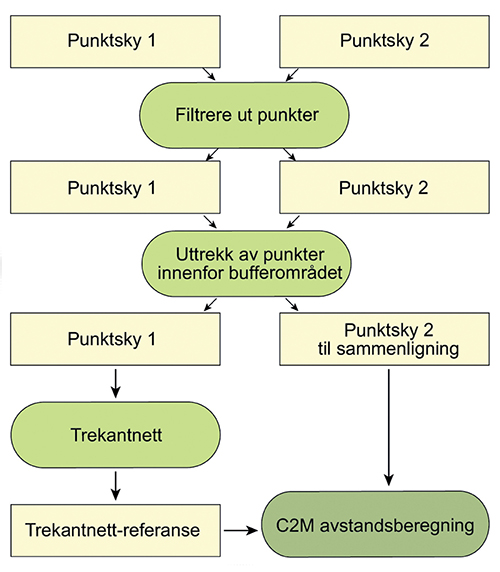 Punktsky 1
Punktsky 2
Filtrere ut punkter
Punktsky 1
Punktsky 2
Uttrekk av punkter
innenfor bufferområdet
Punktsky 1
Punktsky 2
til sammenligning
Trekantnett
Trekantnett-referanse
C2M avstandsberegning